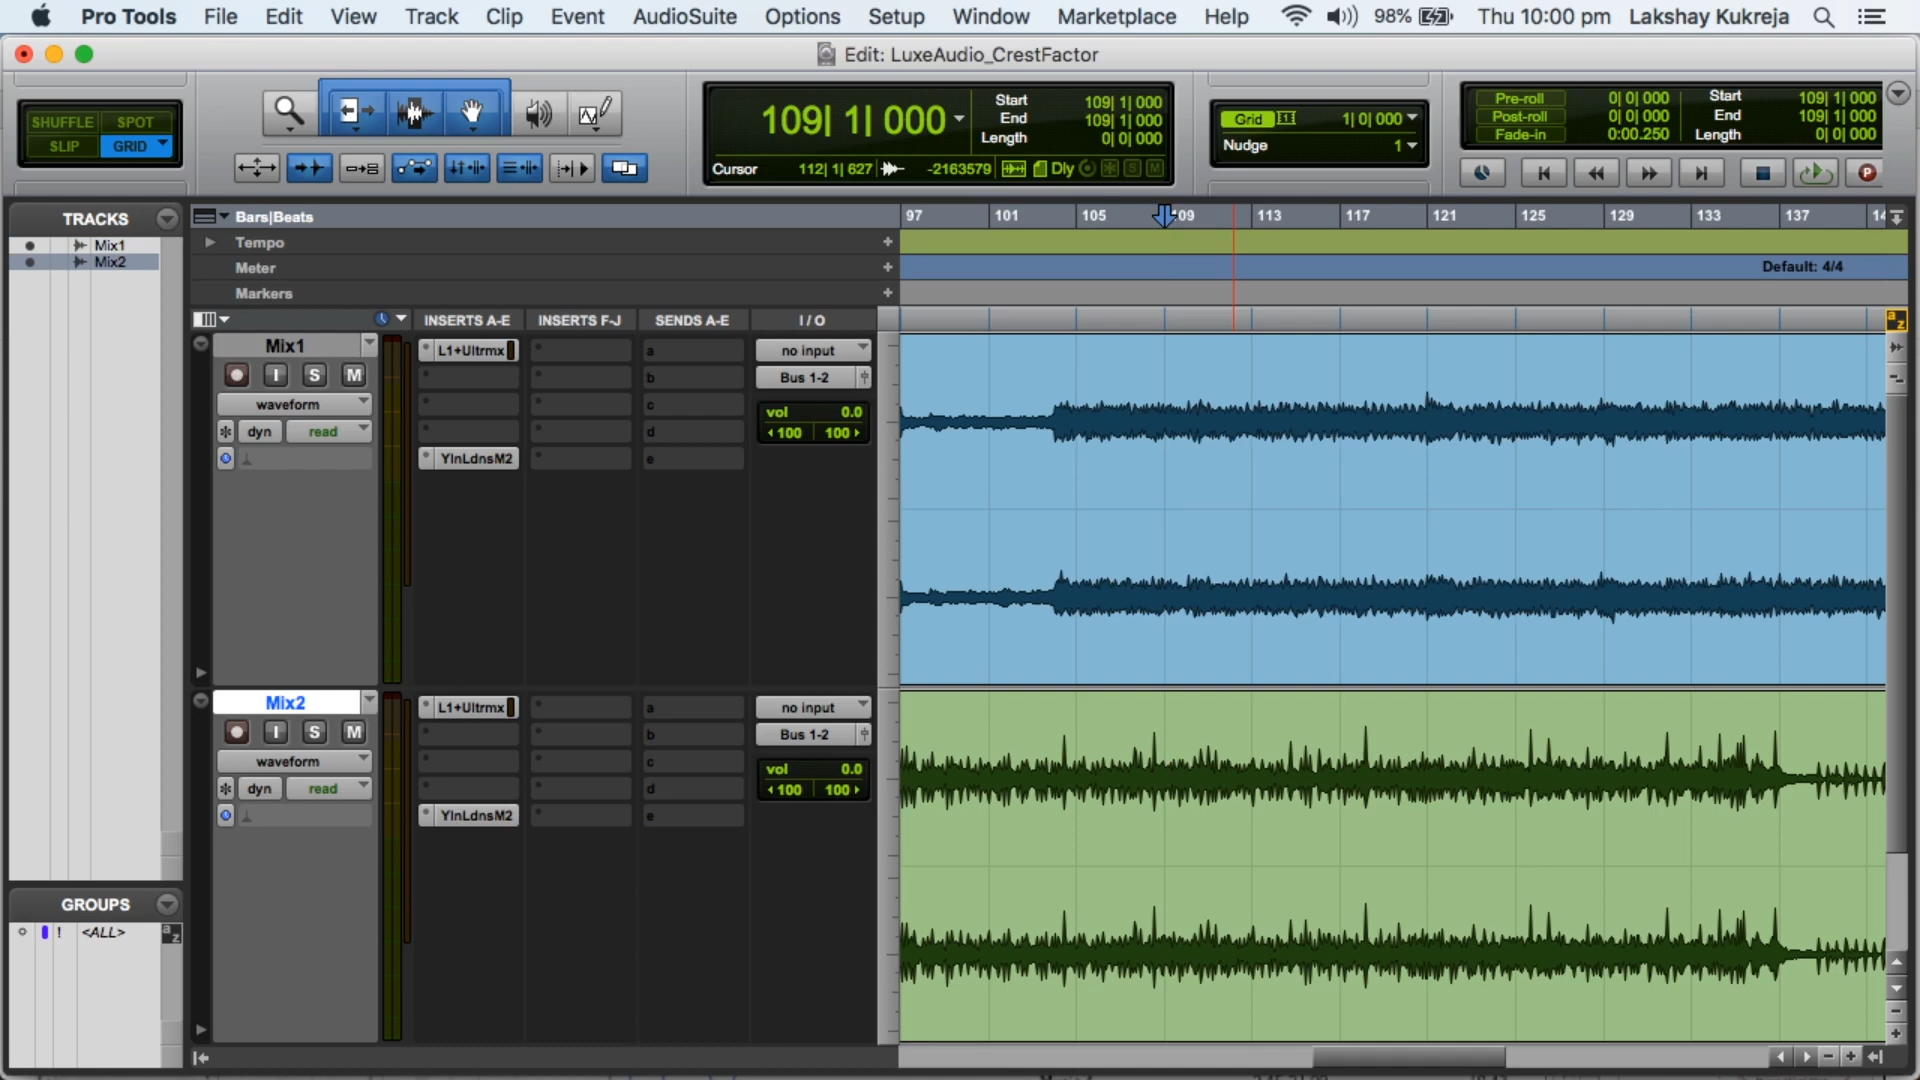 Pro Tools File Edit View Track Clip Event AudioSuite Options Setup Window Marketplace Help 98% Thu 10:00 pm Lakshay Kukreja
Edit: LuxeAudio_CrestFactor
SHUFFLE SPOT
SLIP GRID
109| 1| 000
Start 109| 1| 000
End 109| 1| 000
Length 0| 0| 000
Cursor 112| 1| 627 -2163579 Dly S M
Grid 1| 0| 000
Nudge 1
Pre-roll 0| 0| 000 Start 109| 1| 000
Post-roll 0| 0| 000 End 109| 1| 000
Fade-in 0:00.250 Length 0| 0| 000
P
TRACKS
Mix1
Mix2
Bars|Beats 97 101 105 09 113 117 121 125 129 133 137 14
Tempo +
Meter + Default: 4/4
Markers +
INSERTS A-E INSERTS F-J SENDS A-E I / O
a z
Mix1 L1+Ultrmx a no input
I S M b Bus 1-2
waveform c vol 0.0
dyn read d 100 100
YlnLdnsM2 e
Mix2 L1+Ultrmx a no input
I S M b Bus 1-2
waveform c vol 0.0
dyn read d 100 100
YlnLdnsM2 e
GROUPS
! <ALL> a z